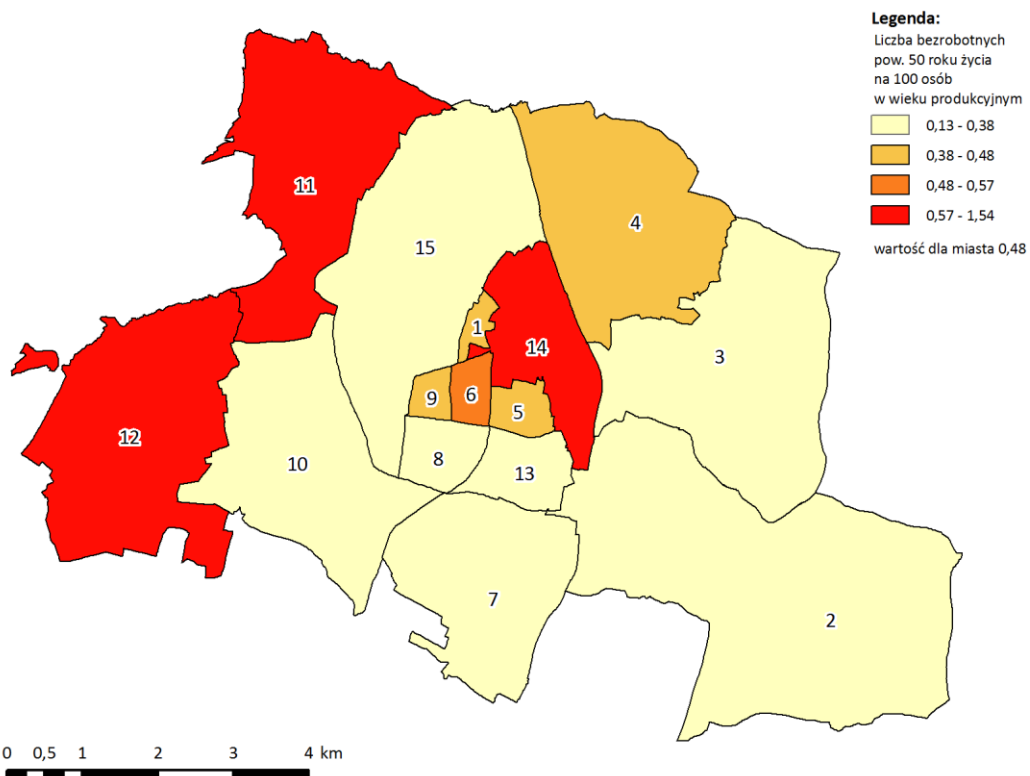 Legenda:
Liczba bezrobotnych
pow. 50 roku życia
na 100 osób
w wieku produkcyjnym
0,13 - 0,38
0,38 - 0,48
0,48 - 0,57
0,57 - 1,54
wartość dla miasta 0,48
11
4
15
1
14
3
9
6
5
12
10
8
13
7
2
0 0,5 1 2 3 4 km